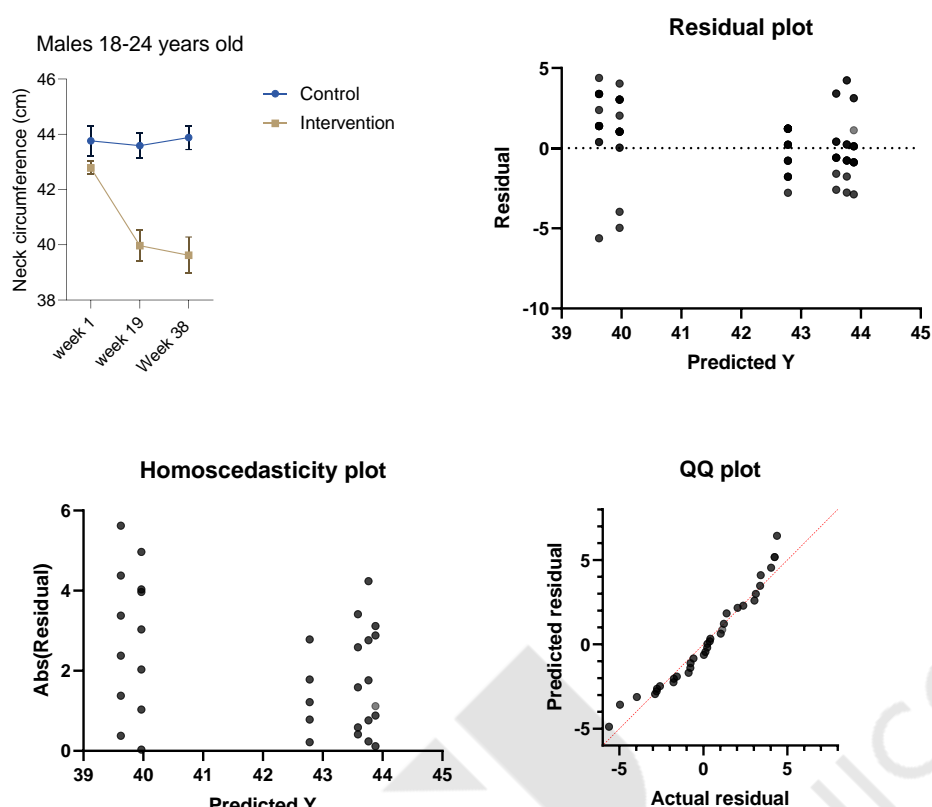 Males 18-24 years old
46
44
42
40
38
Neck circumference (cm)
week 1
week 19
Week 38
Control
Intervention
Residual plot
5
0
-5
-10
Residual
39 40 41 42 43 44 45
Predicted Y
Homoscedasticity plot
6
4
2
0
Abs(Residual)
39 40 41 42 43 44 45
Predicted Y
QQ plot
5
0
-5
Predicted residual
-5 0 5
Actual residual